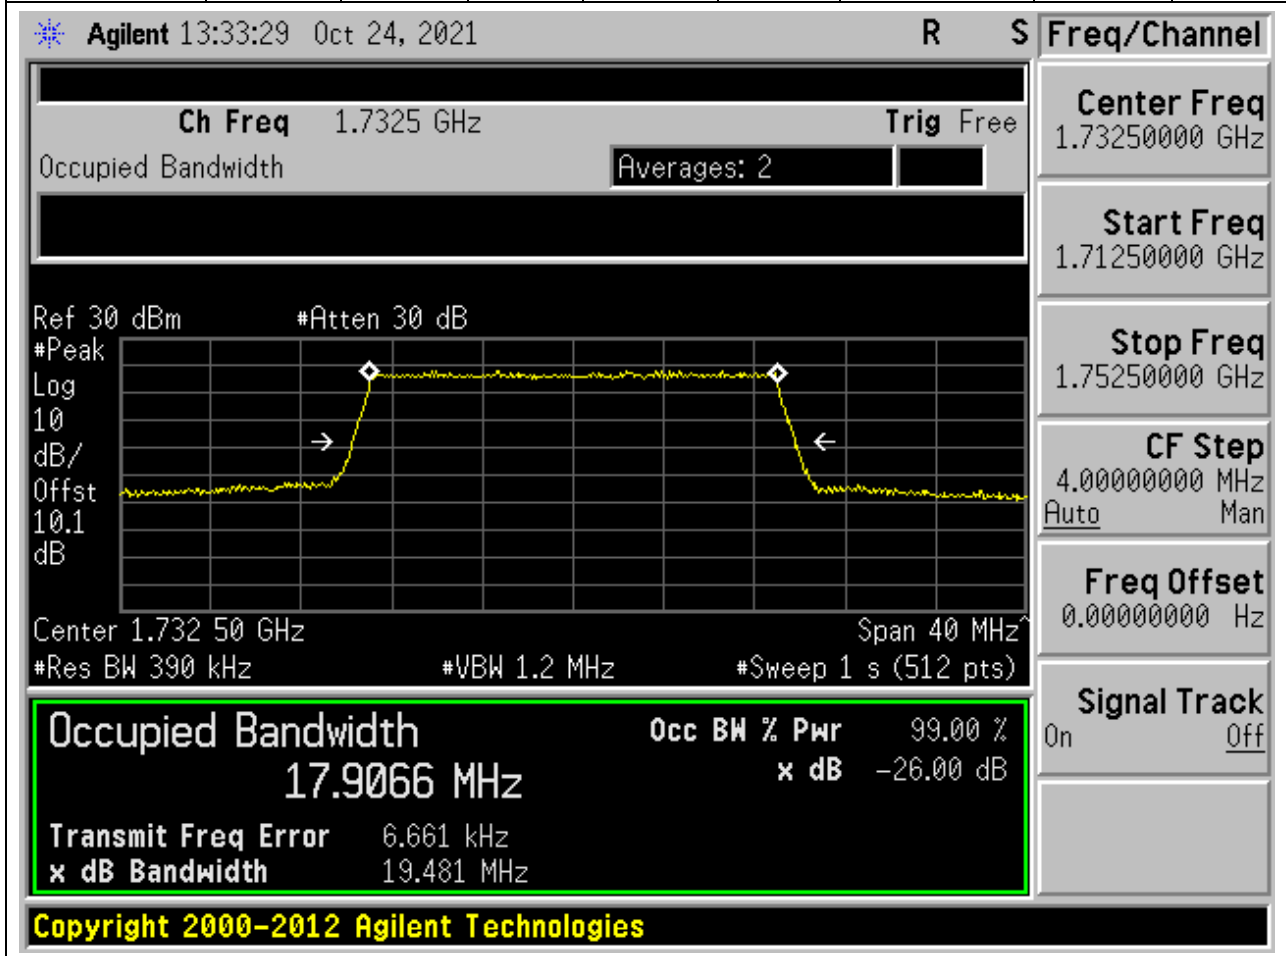 Agilent 13:33:29 Oct 24, 2021 R S
Freq/Channel
Ch Freq 1.7325 GHz Trig Free
Occupied Bandwidth Averages: 2
Center Freq
1.73250000 GHz
Start Freq
1.71250000 GHz
Stop Freq
1.75250000 GHz
CF Step
4.00000000 MHz
Auto Man
Freq Offset
0.00000000 Hz
Signal Track
On Off
Ref 30 dBm #Atten 30 dB
#Peak
Log
10
dB/
Offst
10.1
dB
Center 1.732 50 GHz Span 40 MHz^
#Res BW 390 kHz #VBW 1.2 MHz #Sweep 1 s (512 pts)
Occupied Bandwidth Occ BW % Pwr 99.00 %
17.9066 MHz x dB -26.00 dB
Transmit Freq Error 6.661 kHz
x dB Bandwidth 19.481 MHz
Copyright 2000-2012 Agilent Technologies